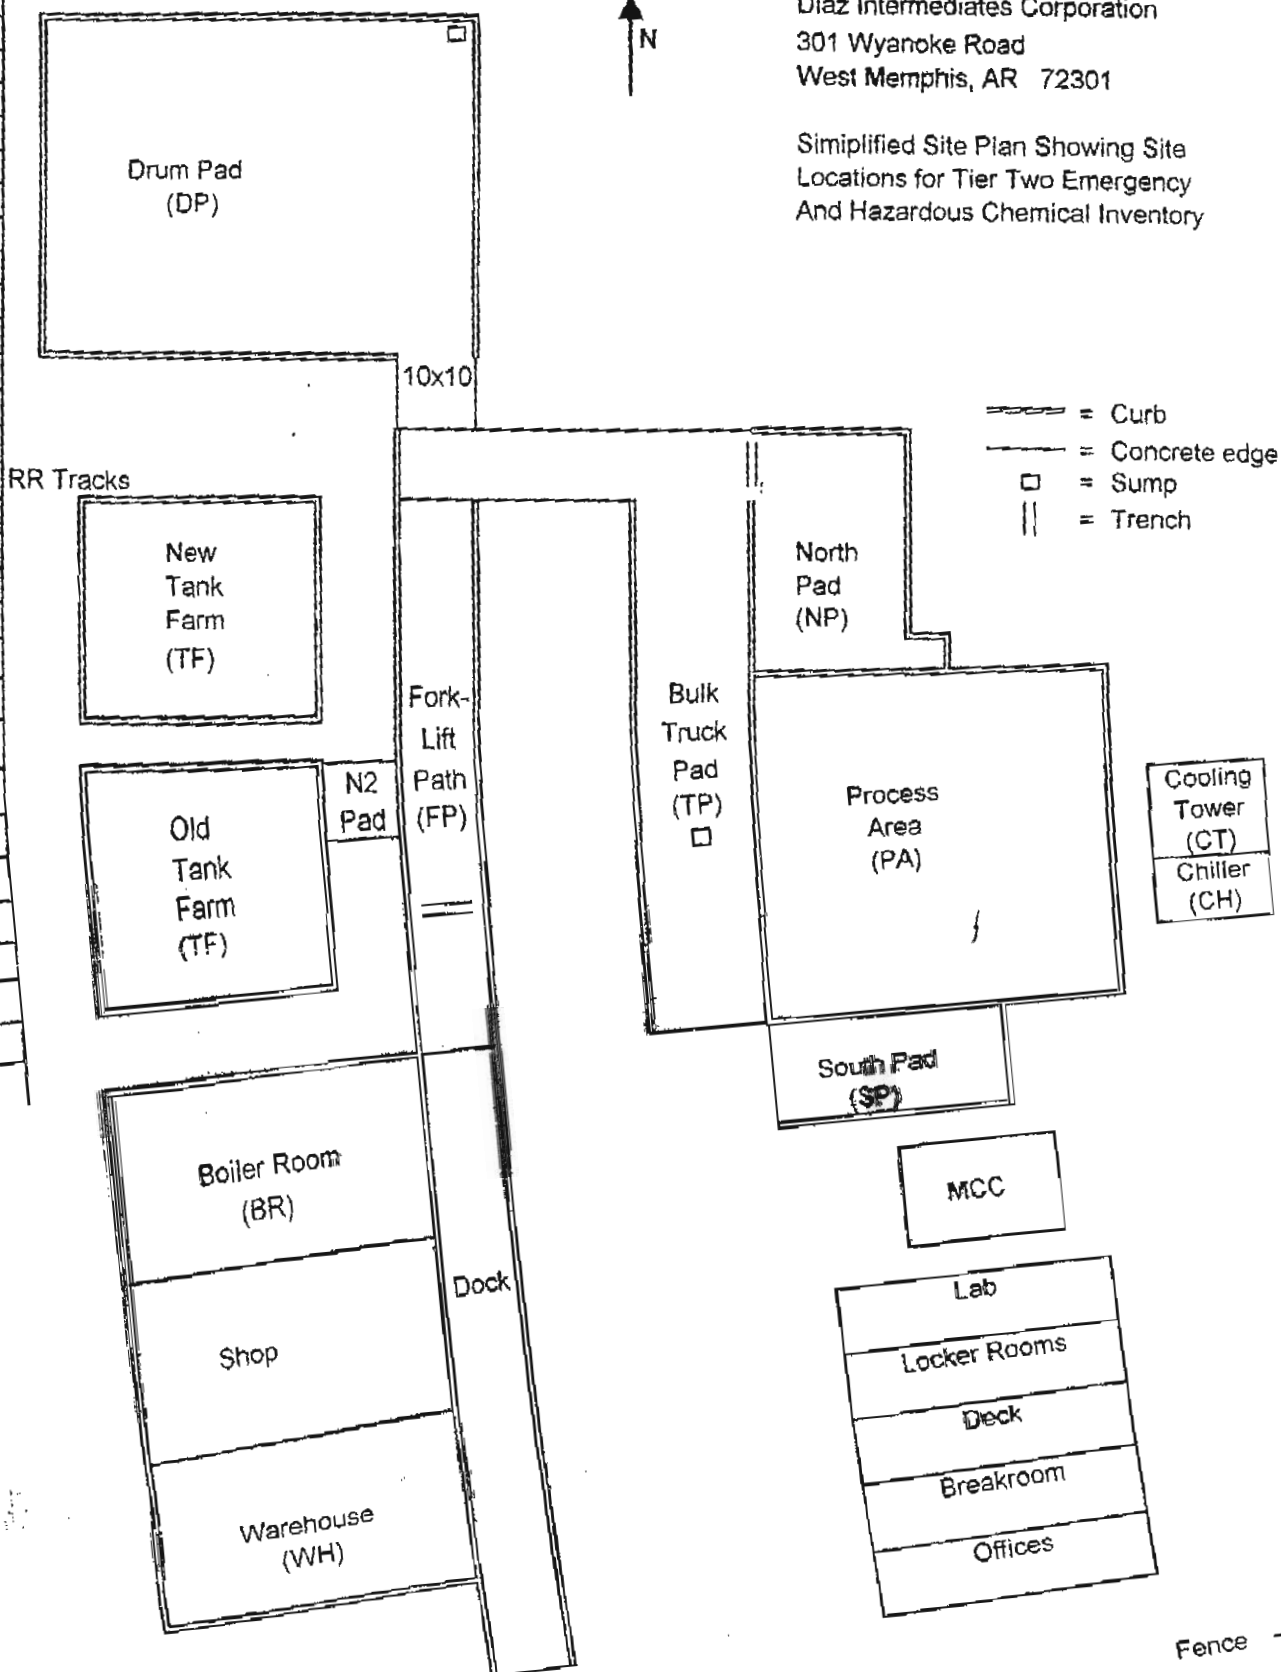 Diaz Intermediates Corporation
301 Wyanoke Road
West Memphis, AR 72301
Simiplified Site Plan Showing Site
Locations for Tier Two Emergency
And Hazardous Chemical Inventory
N
Drum Pad
(DP)
10x10
= Curb
= Concrete edge
= Sump
= Trench
RR Tracks
New
Tank
Farm
(TF)
North
Pad
(NP)
Fork-
Lift
Path
(FP)
Bulk
Truck
Pad
(TP)
N2
Pad
Old
Tank
Farm
(TF)
Process
Area
(PA)
Cooling
Tower
(CT)
Chiller
(CH)
South Pad
(SP)
Boiler Room
(BR)
MCC
Dock
Shop
Lab
Locker Rooms
Deck
Breakroom
Offices
Warehouse
(WH)
Fence